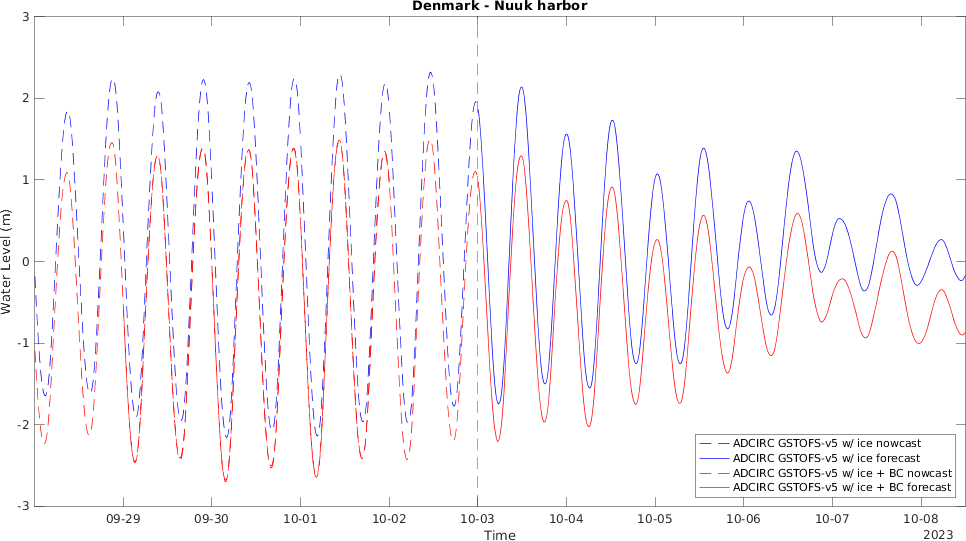 Denmark - Nuuk harbor
3
2
1
0
-1
-2
-3
Water Level (m)
09-29 09-30 10-01 10-02 10-03 10-04 10-05 10-06 10-07 10-08
Time
2023
ADCIRC GSTOFS-v5 w/ ice nowcast
ADCIRC GSTOFS-v5 w/ ice forecast
ADCIRC GSTOFS-v5 w/ ice + BC nowcast
ADCIRC GSTOFS-v5 w/ ice + BC forecast